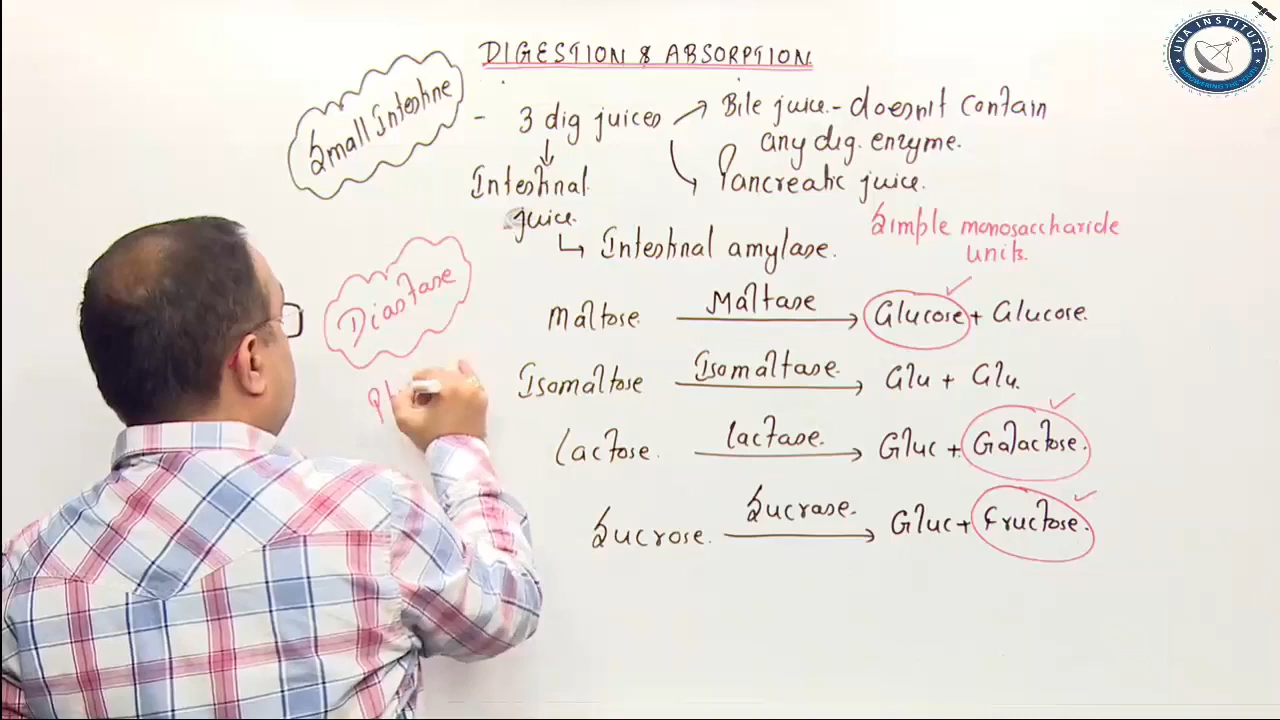 DIGESTION & ABSORPTION
Small Intestine
- 3 dig juices
Bile juice - doesn't contain
any dig. enzyme.
Pancreatic juice.
Intestinal
juice.
Intestinal amylase.
Simple monosaccharide
units.
Diastase
Maltose Maltase Glucose + Glucose.
Isomaltose Isomaltase. Glu + Glu.
Lactose. Lactase. Gluc + Galactose.
Sucrose. Sucrase. Gluc + Fructose.
UVA INSTITUTE